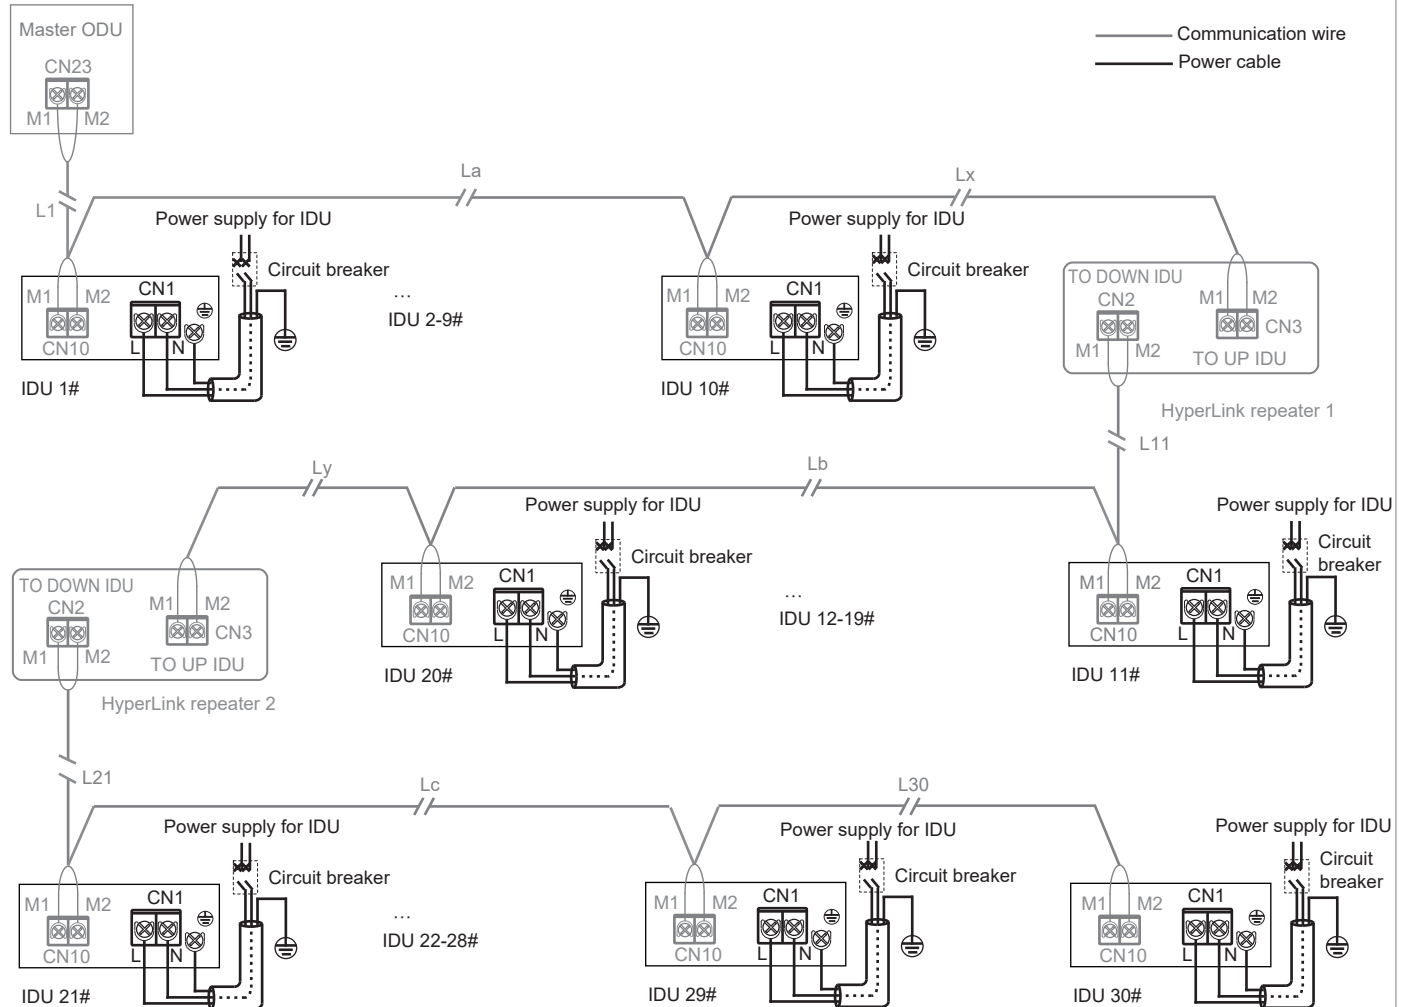 Master ODU
CN23
M1 M2
Communication wire
Power cable
L1
La
Lx
Power supply for IDU
Circuit breaker
M1 M2
CN1
CN10
L N
IDU 1#
...
IDU 2-9#
Power supply for IDU
Circuit breaker
M1 M2
CN1
CN10
L N
IDU 10#
TO DOWN IDU
CN2
M1 M2
M1 M2
CN3
TO UP IDU
HyperLink repeater 1
L11
Ly
Lb
TO DOWN IDU
CN2
M1 M2
M1 M2
CN3
TO UP IDU
HyperLink repeater 2
Power supply for IDU
Circuit breaker
M1 M2
CN1
CN10
L N
IDU 20#
...
IDU 12-19#
Power supply for IDU
Circuit
breaker
M1 M2
CN1
CN10
L N
IDU 11#
L21
Lc
L30
Power supply for IDU
Circuit breaker
M1 M2
CN1
CN10
L N
IDU 21#
...
IDU 22-28#
Power supply for IDU
Circuit breaker
M1 M2
CN1
CN10
L N
IDU 29#
Power supply for IDU
Circuit
breaker
M1 M2
CN1
CN10
L N
IDU 30#